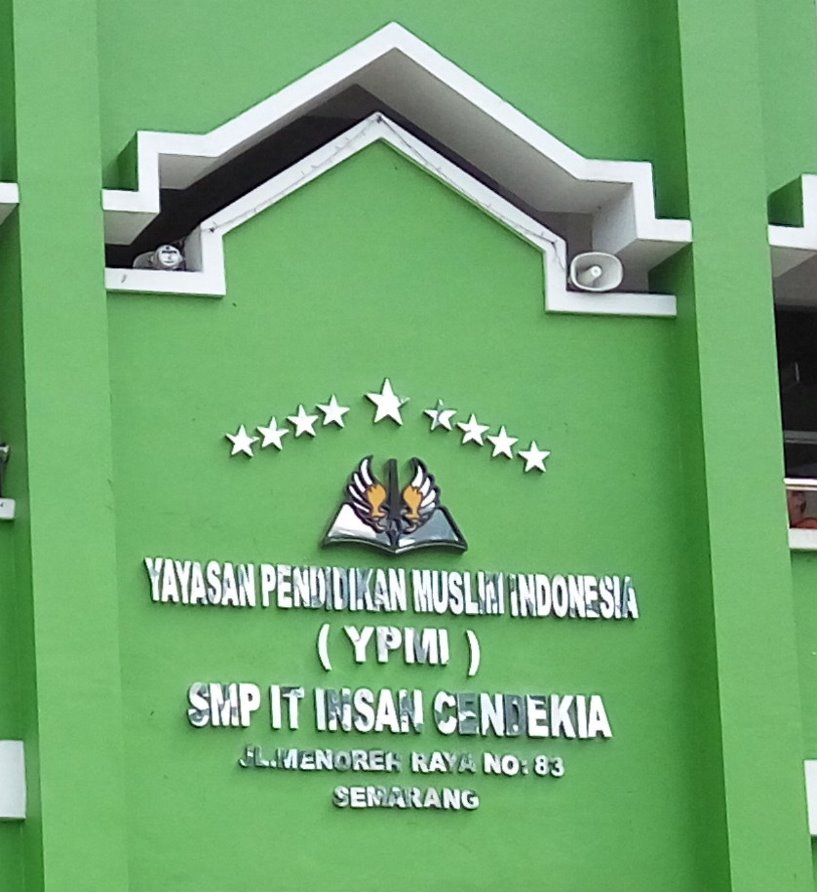 YAYASAN PENDIDIKAN MUSLIM INDONESIA
( YPMI )
SMP IT INSAN CENDEKIA
JL.MENOREH RAYA NO: 83
SEMARANG